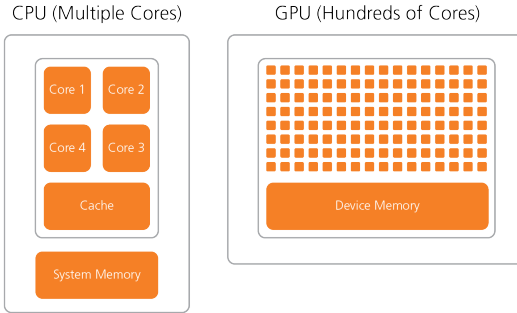 CPU (Multiple Cores)
GPU (Hundreds of Cores)
Core 1
Core 2
Core 4
Core 3
Cache
System Memory
Device Memory